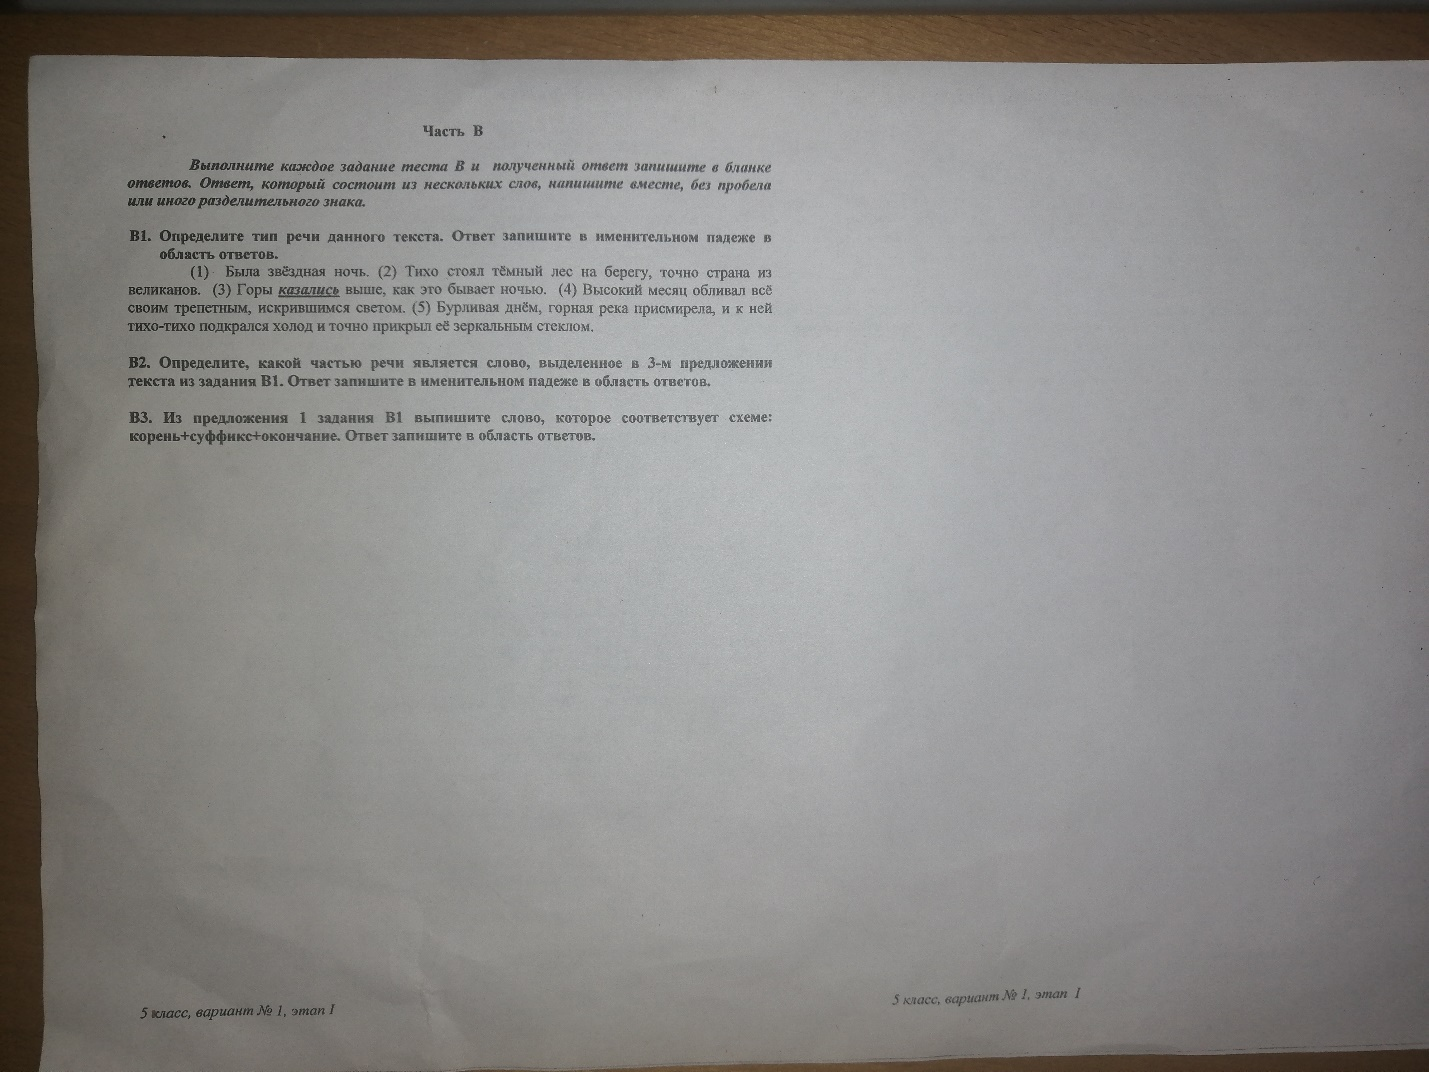 Часть В
Выполните каждое задание теста В и полученный ответ запишите в бланке
ответов. Ответ, который состоит из нескольких слов, напишите вместе, без пробела
или иного разделительного знака.
В1. Определите тип речи данного текста. Ответ запишите в именительном падеже в
область ответов.
(1) Была звёздная ночь. (2) Тихо стоял тёмный лес на берегу, точно страна из
великанов. (3) Горы казались выше, как это бывает ночью. (4) Высокий месяц обливал всё
своим трепетным, искрившимся светом. (5) Бурливая днём, горная река присмирела, и к ней
тихо-тихо подкрался холод и точно прикрыл её зеркальным стеклом.
В2. Определите, какой частью речи является слово, выделенное в 3-м предложении
текста из задания В1. Ответ запишите в именительном падеже в область ответов.
В3. Из предложения 1 задания В1 выпишите слово, которое соответствует схеме:
корень+суффикс+окончание. Ответ запишите в область ответов.
5 класс, вариант № 1, этап I
5 класс, вариант № 1, этап I